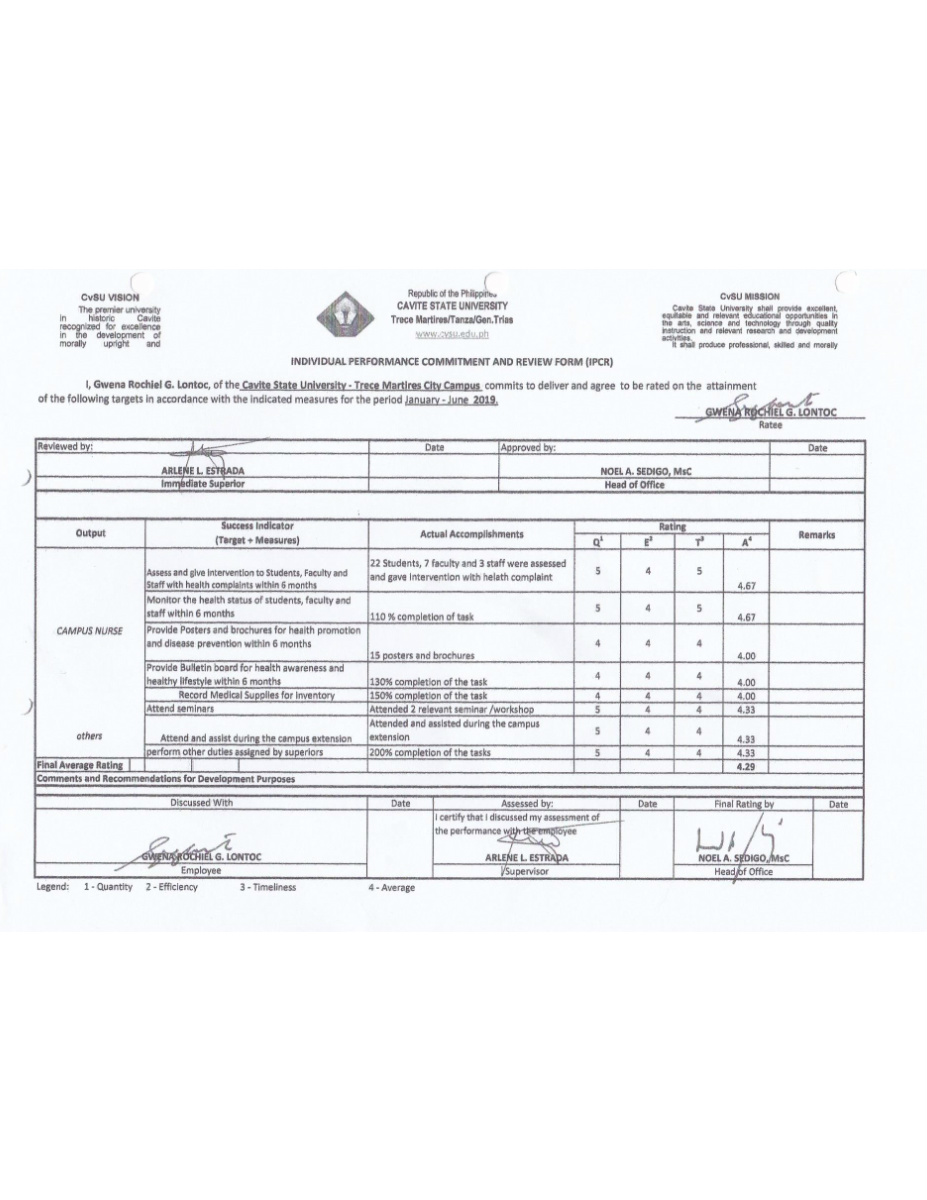 CvSU VISION
The premier university
in historic Cavite
recognized for excellence
in the development of
morally upright and
Republic of the Philippines
CAVITE STATE UNIVERSITY
Trece Martires/Tanza/Gen.Trias
www.cvsu.edu.ph
CvSU MISSION
Cavite State University shall provide excellent,
equitable and relevant educational opportunities in
the arts, science and technology through quality
instruction and relevant research and development
activities.
It shall produce professional, skilled and morally
INDIVIDUAL PERFORMANCE COMMITMENT AND REVIEW FORM (IPCR)
I, Gwena Rochiel G. Lontoc, of the Cavite State University - Trece Martires City Campus commits to deliver and agree to be rated on the attainment
of the following targets in accordance with the indicated measures for the period January - June 2019.
GWENA ROCHIEL G. LONTOC
Ratee
Reviewed by: Date Approved by: Date
ARLENE L. ESTRADA NOEL A. SEDIGO, MsC
Immediate Superior Head of Office
Output Success Indicator (Target + Measures) Actual Accomplishments Rating Remarks
Q¹ E² T³ A⁴
CAMPUS NURSE
Assess and give Intervention to Students, Faculty and
Staff with health complaints within 6 months
22 Students, 7 faculty and 3 staff were assessed
and gave Intervention with helath complaint
5 4 5 4.67
Monitor the health status of students, faculty and
staff within 6 months
110 % completion of task
5 4 5 4.67
Provide Posters and brochures for health promotion
and disease prevention within 6 months
15 posters and brochures
4 4 4 4.00
Provide Bulletin board for health awareness and
healthy lifestyle within 6 months
130% completion of the task
4 4 4 4.00
Record Medical Supplies for Inventory 150% completion of the task 4 4 4 4.00
Attend seminars Attended 2 relevant seminar /workshop 5 4 4 4.33
others
Attend and assist during the campus extension
Attended and assisted during the campus
extension
5 4 4 4.33
perform other duties assigned by superiors 200% completion of the tasks 5 4 4 4.33
Final Average Rating 4.29
Comments and Recommendations for Development Purposes
Discussed With Date Assessed by: Date Final Rating by Date
I certify that I discussed my assessment of
the performance with the employee
GWENA ROCHIEL G. LONTOC ARLENE L. ESTRADA NOEL A. SEDIGO, MsC
Employee Supervisor Head of Office
Legend: 1 - Quantity 2 - Efficiency 3 - Timeliness 4 - Average